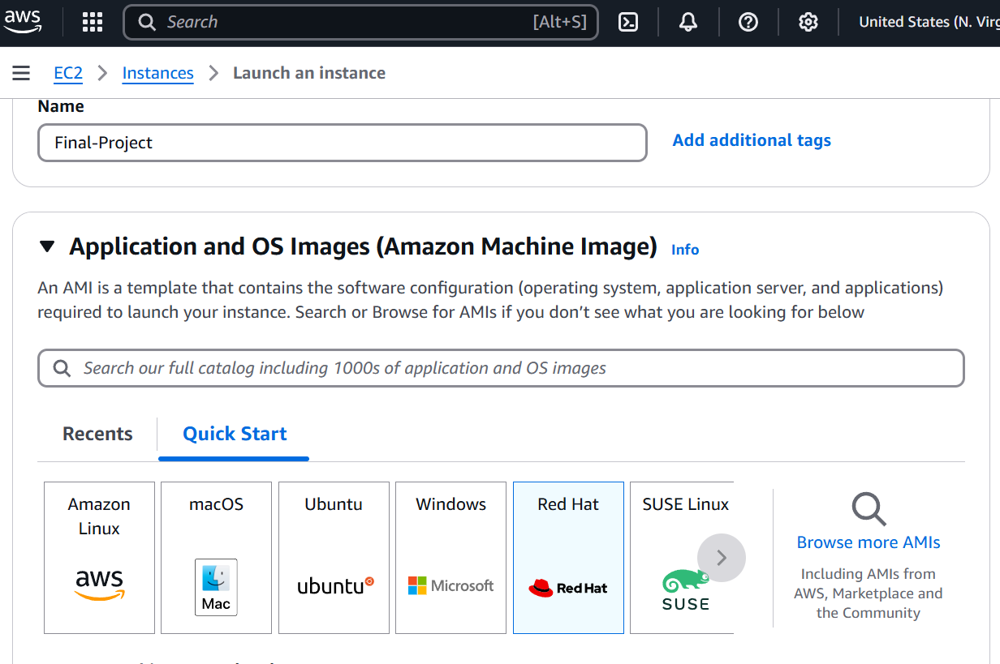 aws
Search [Alt+S]
United States (N. Virg
EC2 Instances Launch an instance
Name
Final-Project
Add additional tags
Application and OS Images (Amazon Machine Image) Info
An AMI is a template that contains the software configuration (operating system, application server, and applications)
required to launch your instance. Search or Browse for AMIs if you don’t see what you are looking for below
Search our full catalog including 1000s of application and OS images
Recents
Quick Start
Amazon
Linux
aws
macOS
Mac
Ubuntu
ubuntu
Windows
Microsoft
Red Hat
Red Hat
SUSE Linux
SUSE
Browse more AMIs
Including AMIs from
AWS, Marketplace and
the Community